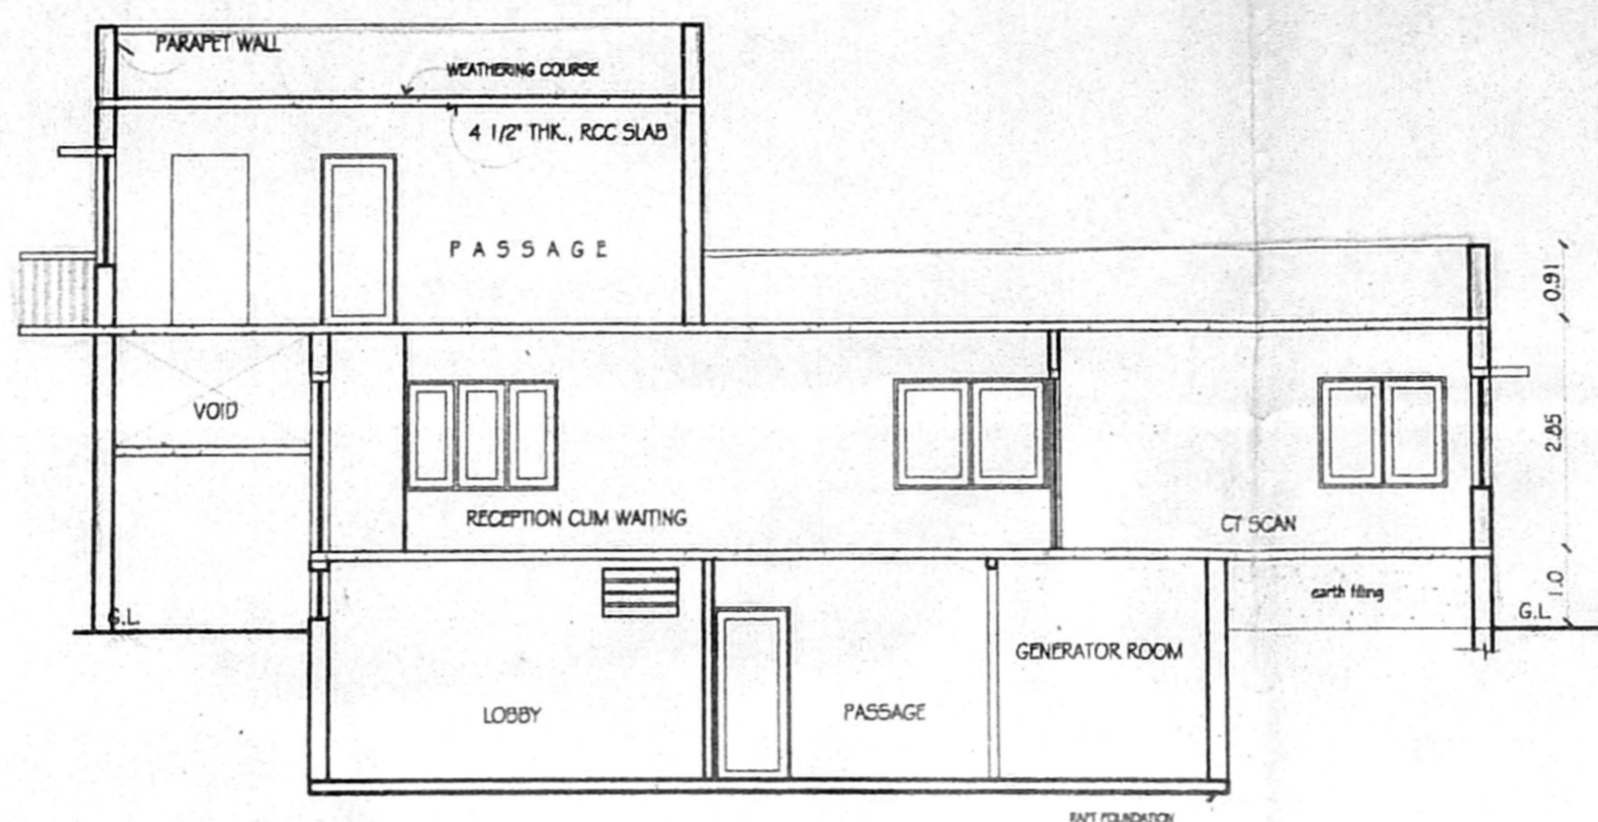 PARAPET WALL
WEATHERING COURSE
4 1/2" THK., RCC SLAB
PASSAGE
0.91
VOID
2.85
RECEPTION CUM WAITING
CT SCAN
earth filling
1.0
G.L
G.L.
GENERATOR ROOM
LOBBY
PASSAGE
RAFT FOUNDATION